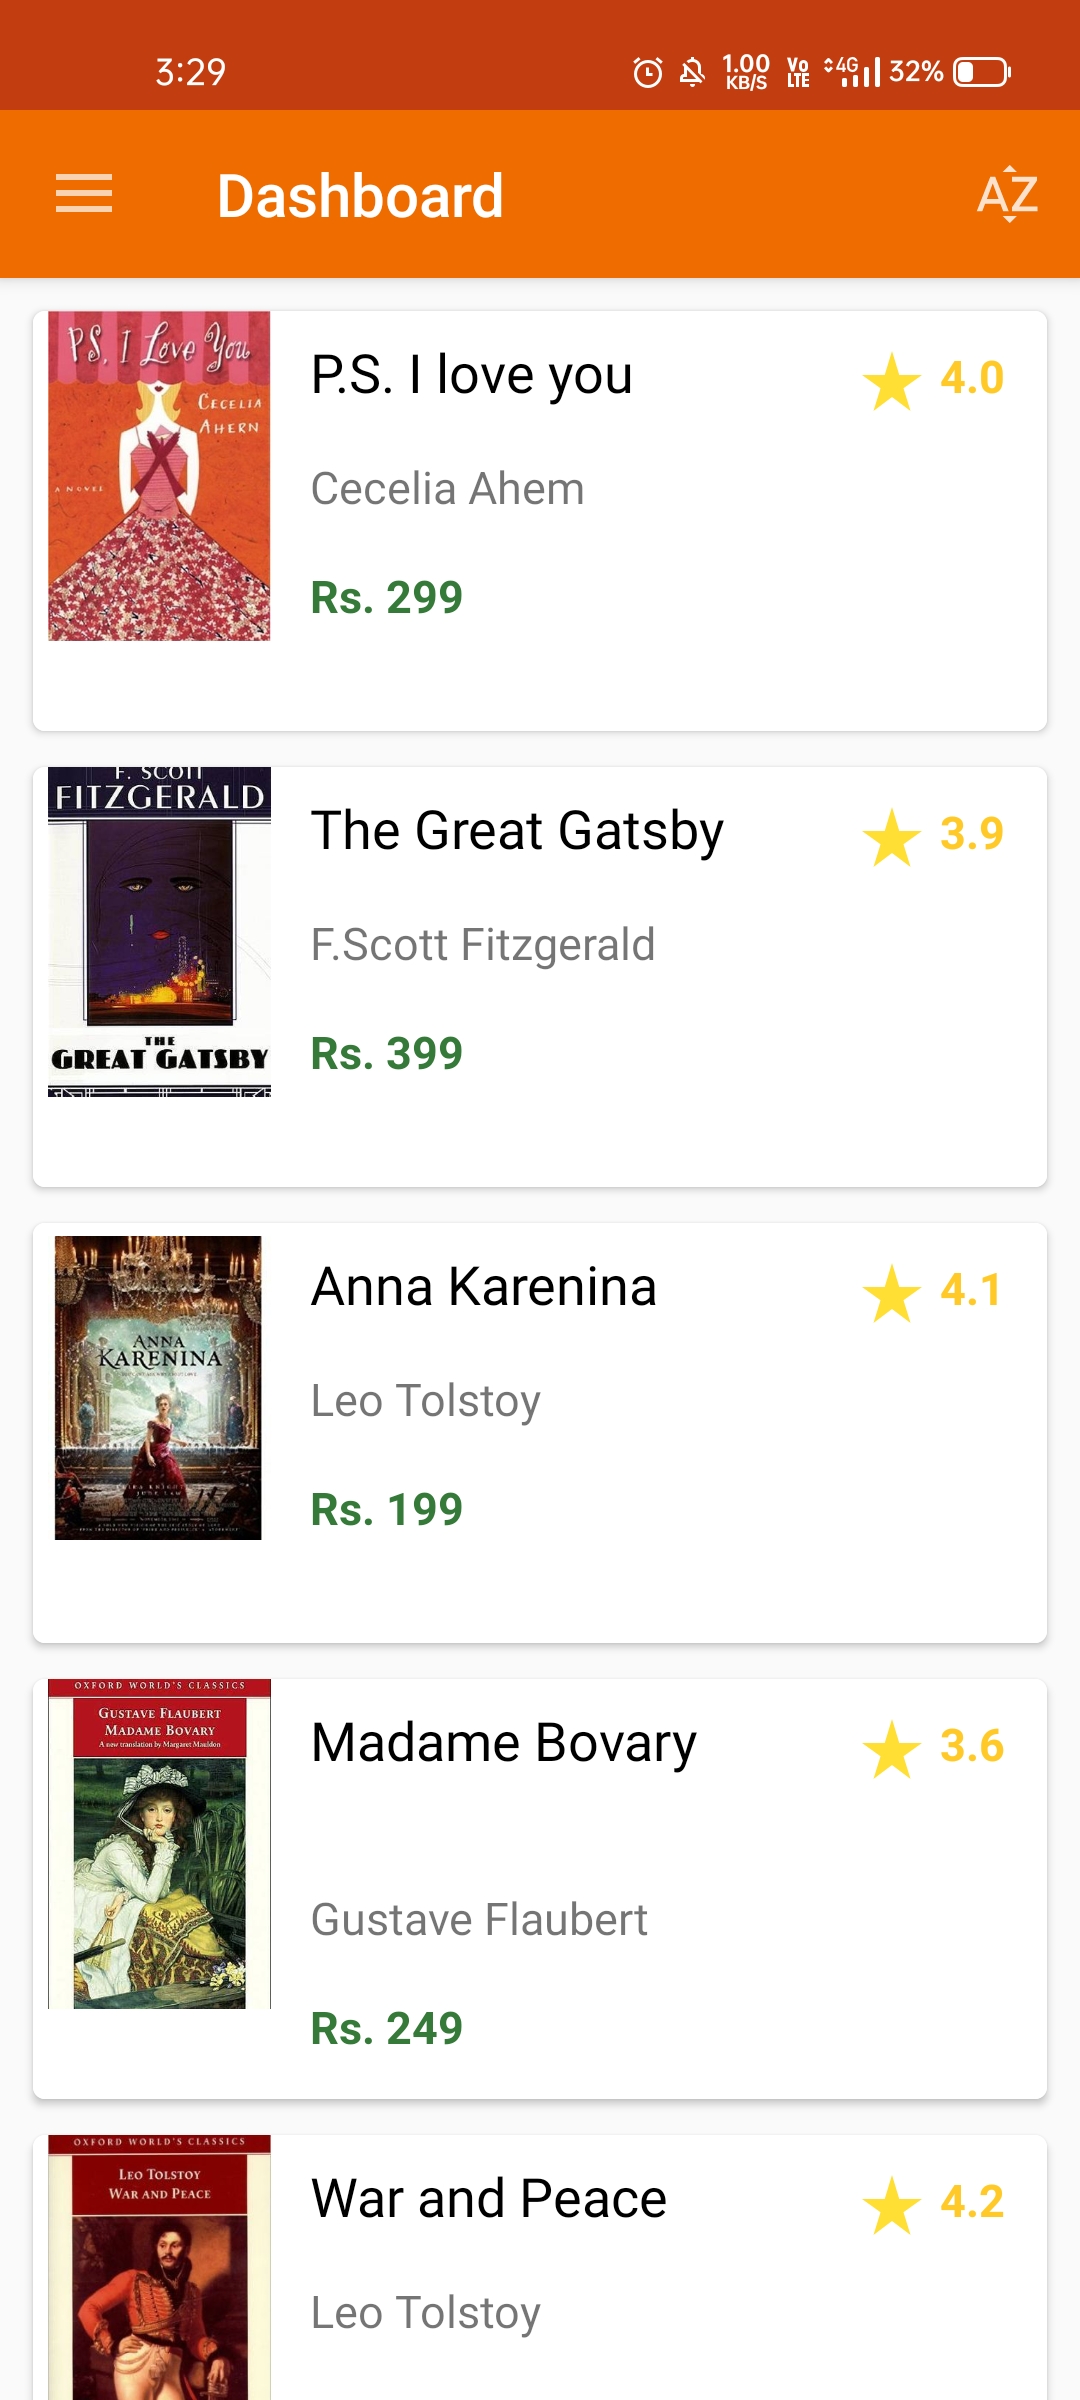 3:29
1.00 KB/S
Vo LTE
4G
32%
Dashboard
AZ
P.S. I Love You
CECELIA AHERN
A NOVEL
P.S. I love you
4.0
Cecelia Ahem
Rs. 299
F. SCOTT
FITZGERALD
THE
GREAT GATSBY
The Great Gatsby
3.9
F.Scott Fitzgerald
Rs. 399
ANNA
KARENINA
Anna Karenina
4.1
Leo Tolstoy
Rs. 199
OXFORD WORLD'S CLASSICS
GUSTAVE FLAUBERT
MADAME BOVARY
A new translation by Margaret Mauldon
Madame Bovary
3.6
Gustave Flaubert
Rs. 249
OXFORD WORLD'S CLASSICS
LEO TOLSTOY
WAR AND PEACE
War and Peace
4.2
Leo Tolstoy